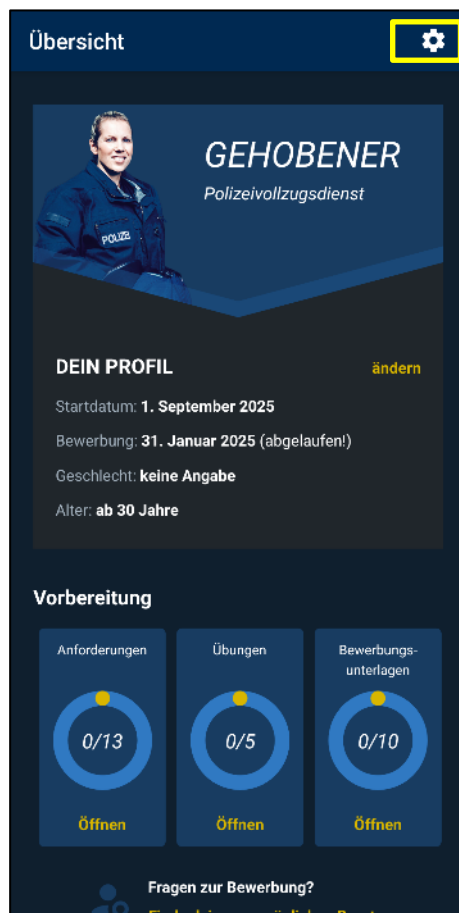 Übersicht
GEHOBENER
Polizeivollzugsdienst
POLIZE
DEIN PROFIL
ändern
Startdatum: 1. September 2025
Bewerbung: 31. Januar 2025 (abgelaufen!)
Geschlecht: keine Angabe
Alter: ab 30 Jahre
Vorbereitung
Anforderungen
0/13
Öffnen
Übungen
0/5
Öffnen
Bewerbungs-
unterlagen
0/10
Öffnen
Fragen zur Bewerbung?